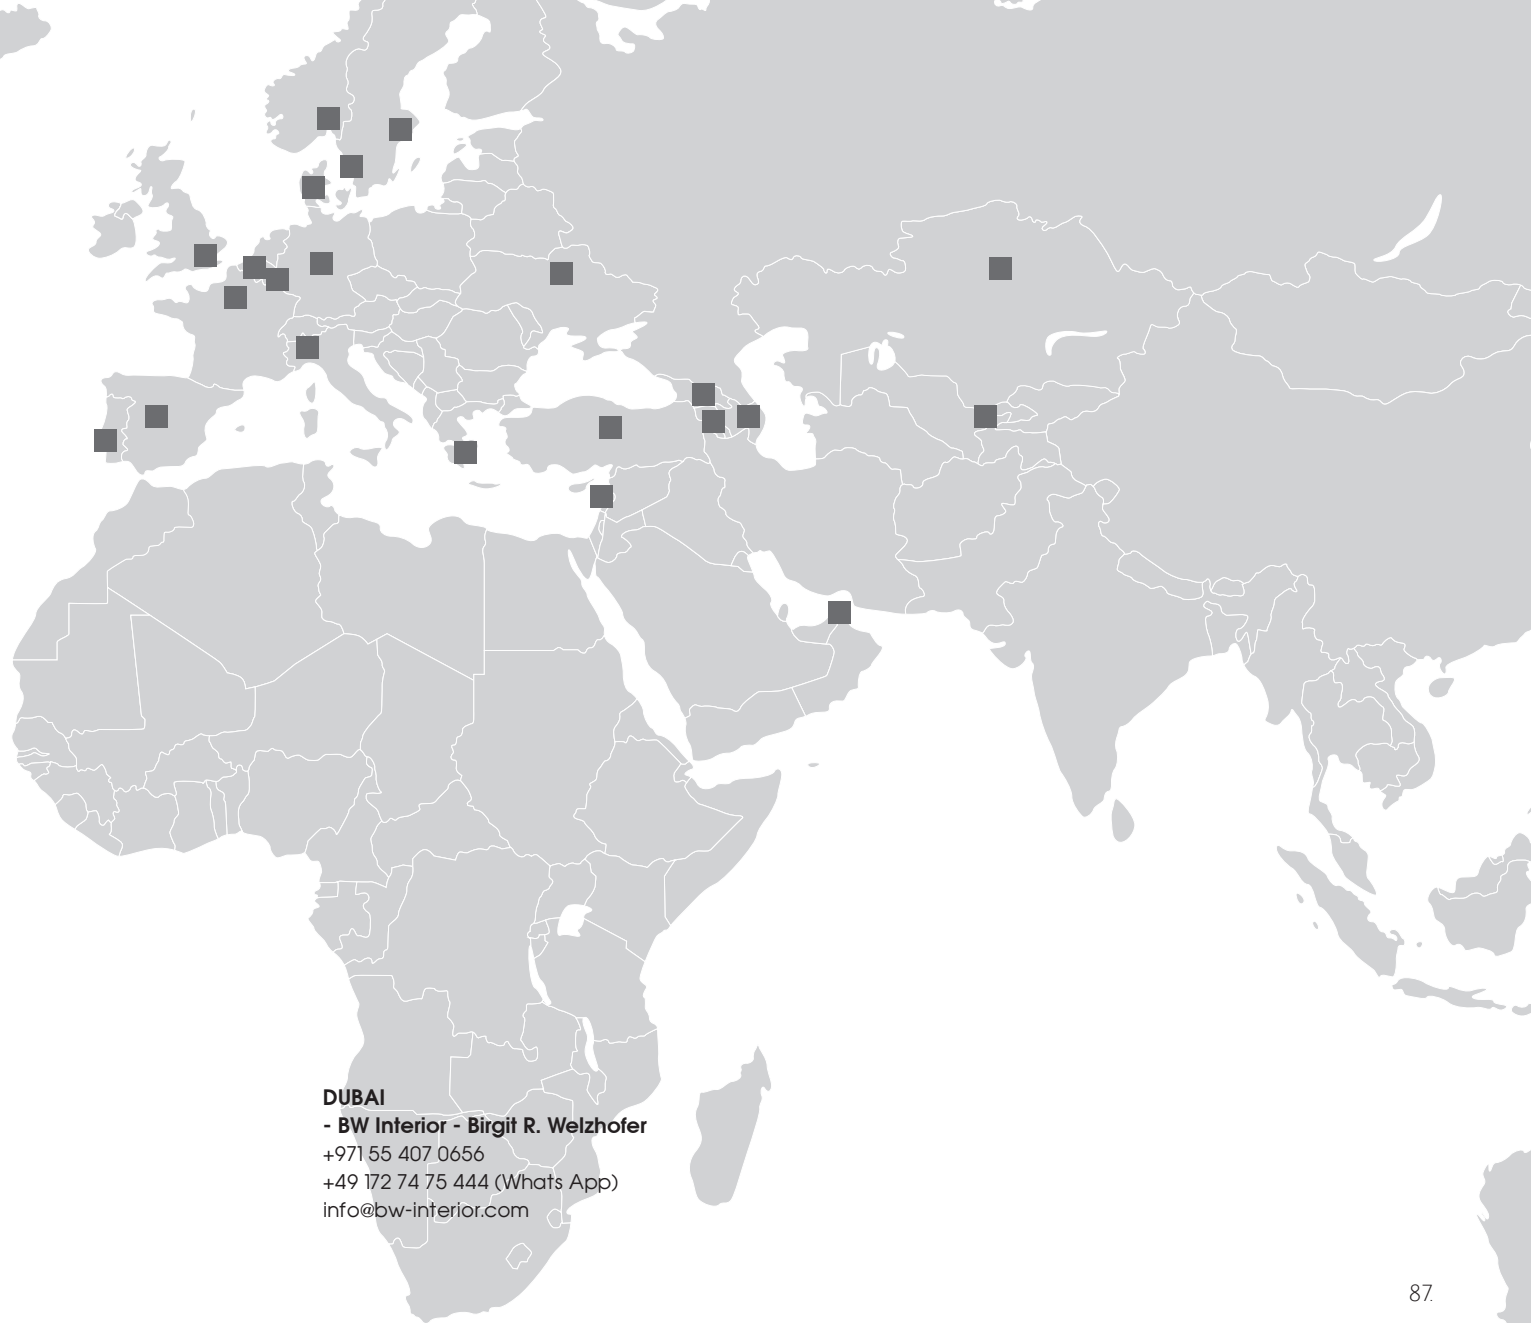 DUBAI
- BW Interior - Birgit R. Welzhofer
+971 55 407 0656
+49 172 74 75 444 (Whats App)
info@bw-interior.com
87.